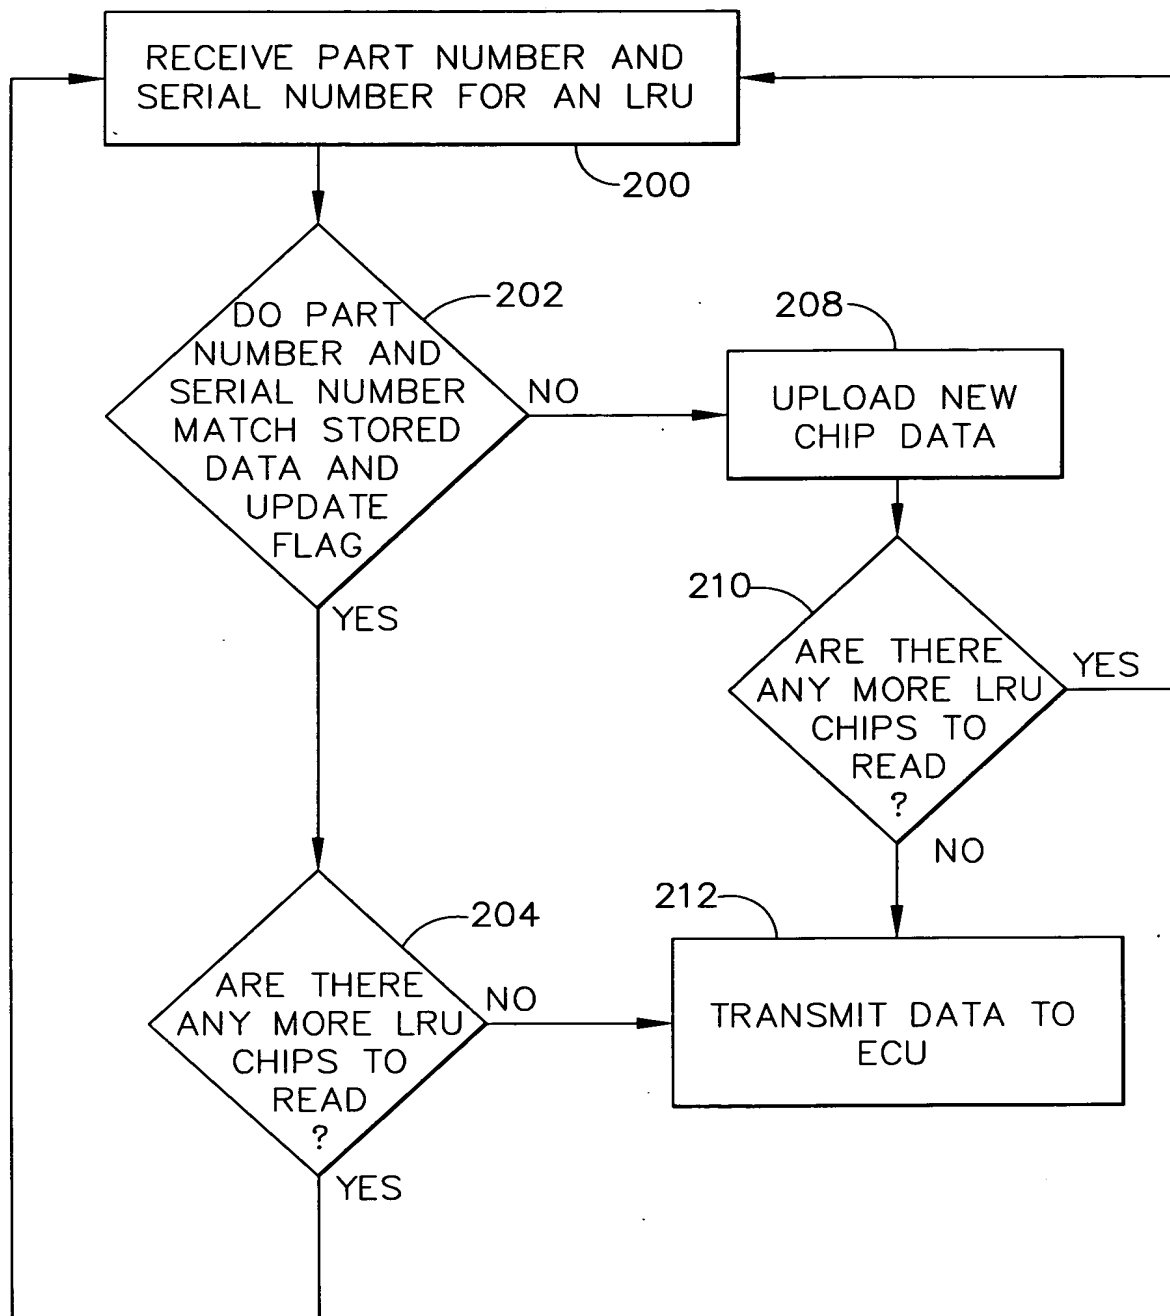 RECEIVE PART NUMBER AND
SERIAL NUMBER FOR AN LRU
200
202
DO PART
NUMBER AND
SERIAL NUMBER
MATCH STORED
DATA AND
UPDATE
FLAG
NO
YES
208
UPLOAD NEW
CHIP DATA
210
ARE THERE
ANY MORE LRU
CHIPS TO
READ
?
YES
NO
204
ARE THERE
ANY MORE LRU
CHIPS TO
READ
?
NO
YES
212
TRANSMIT DATA TO
ECU